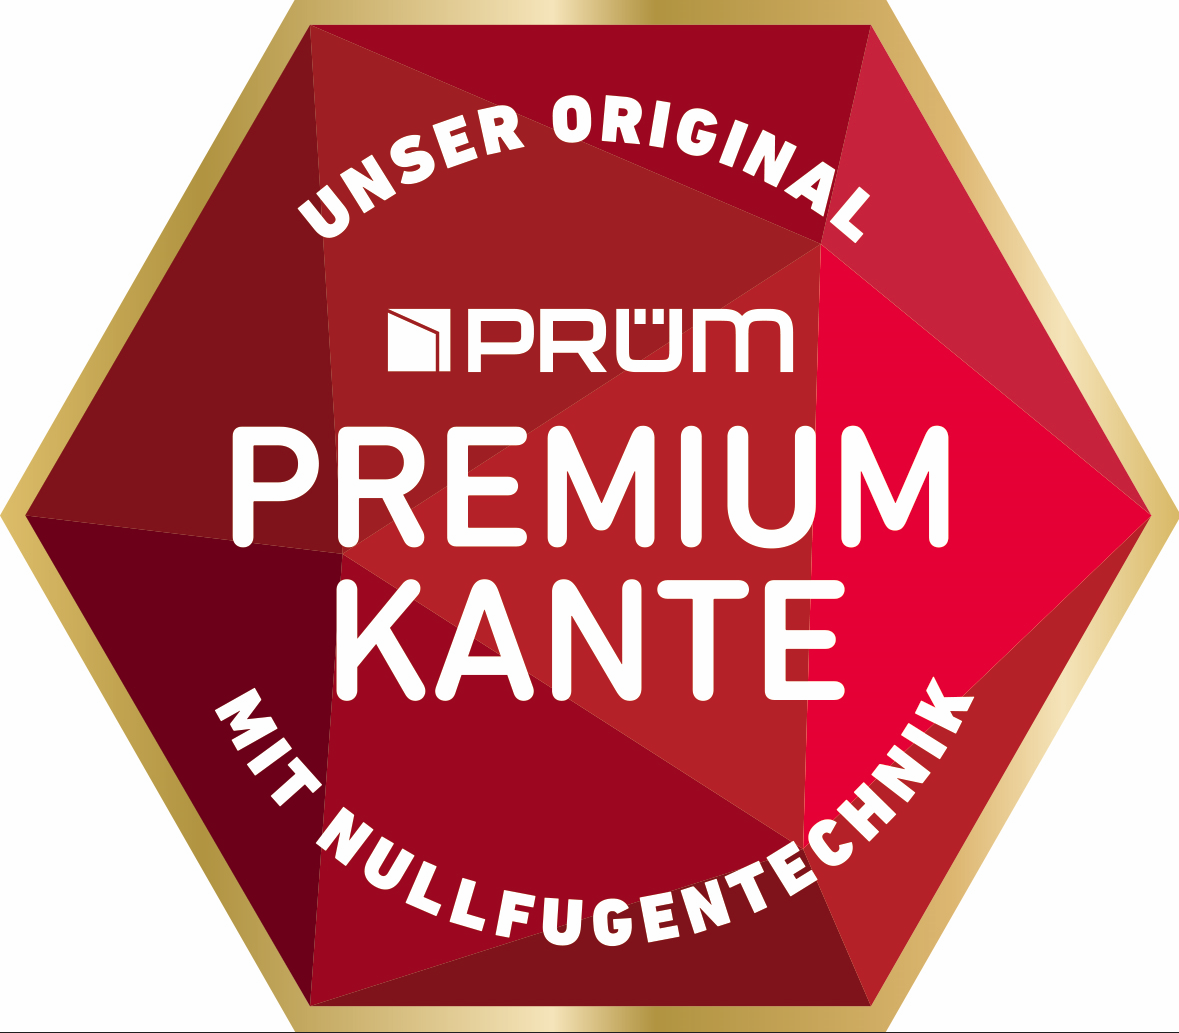 UNSER ORIGINAL
PRÜM
PREMIUM
KANTE
MIT NULLFUGENTECHNIK